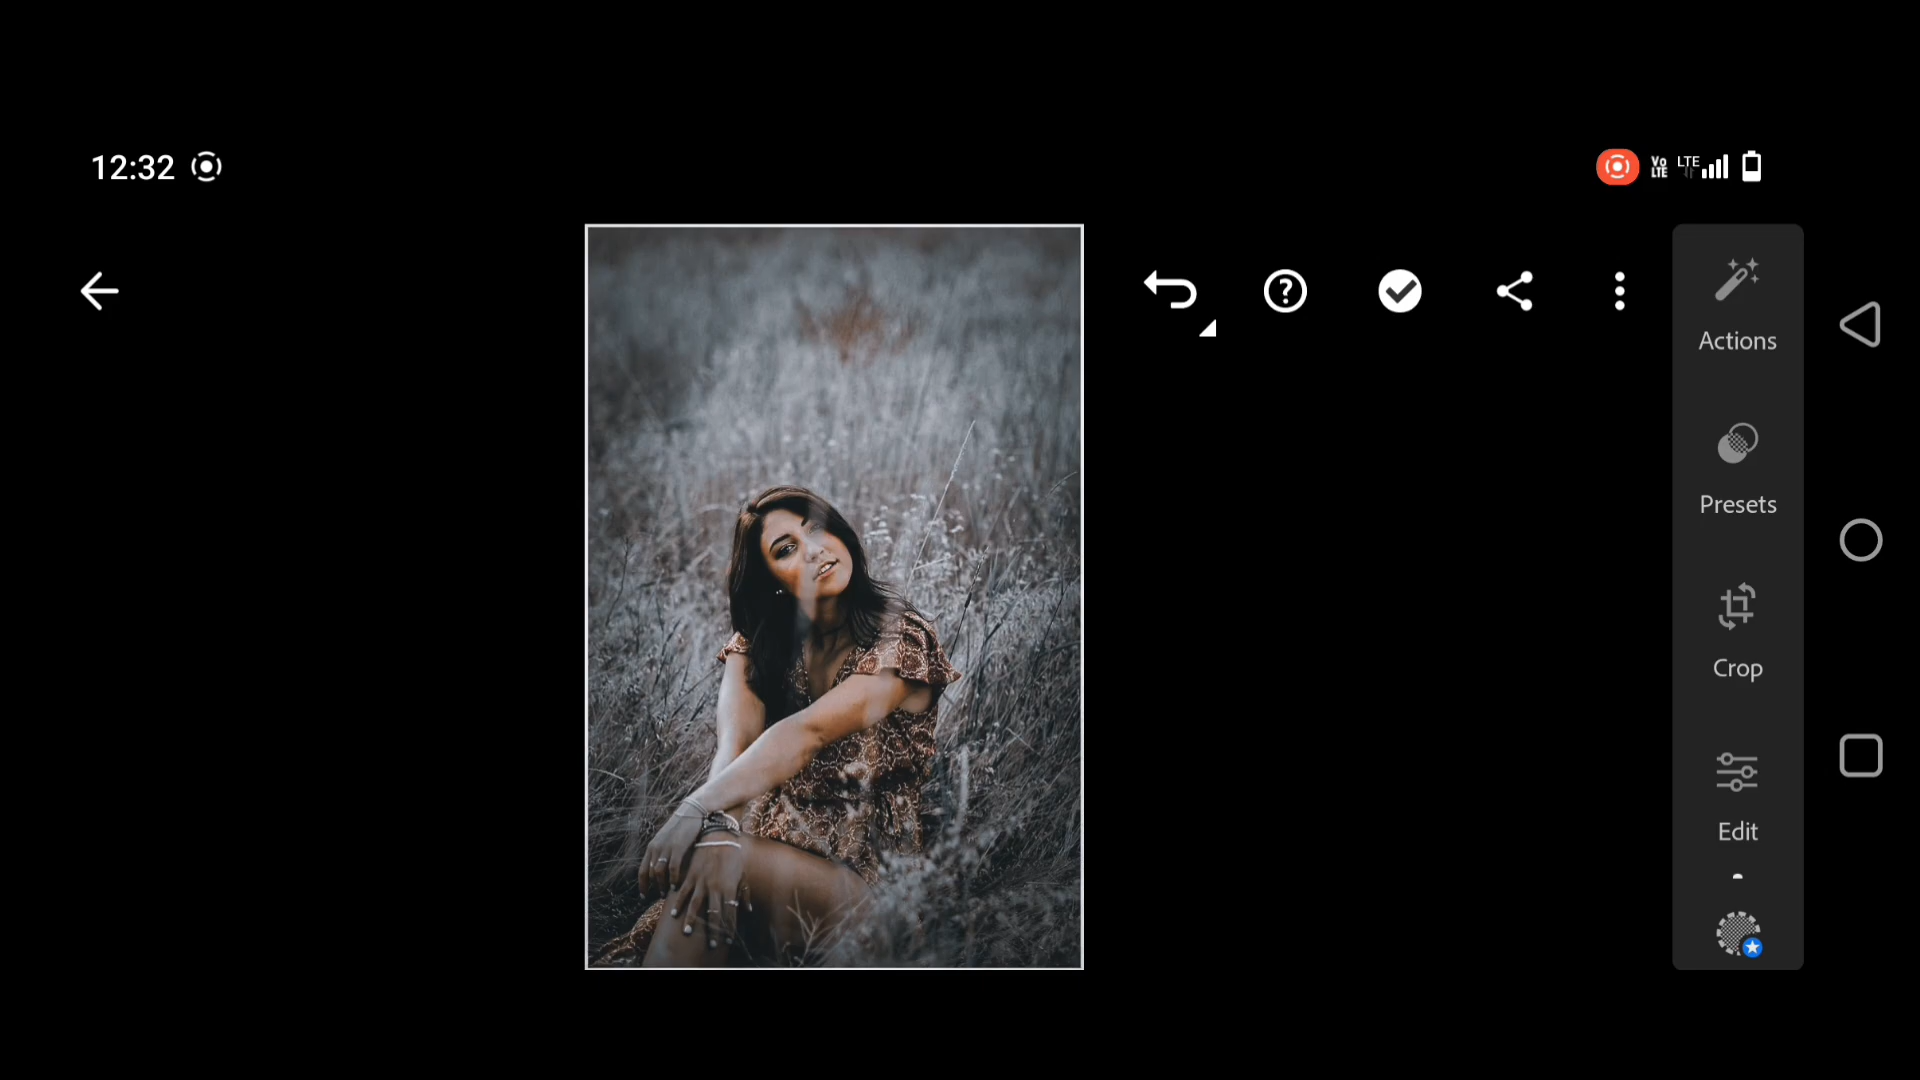 12:32
Vo
LTE
LTE
Actions
Presets
Crop
Edit